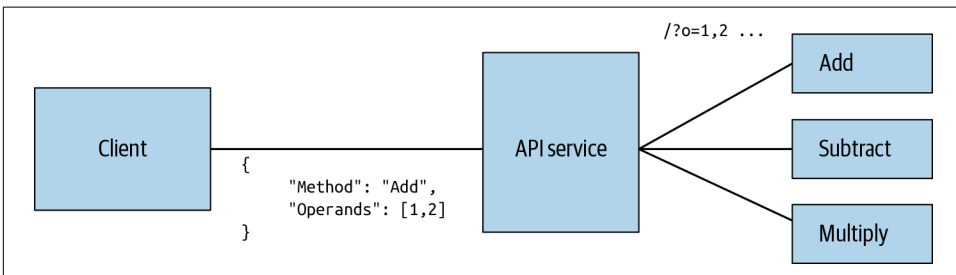 Client
{
"Method": "Add",
"Operands": [1,2]
}
API service
/?o=1,2 ...
Add
Subtract
Multiply